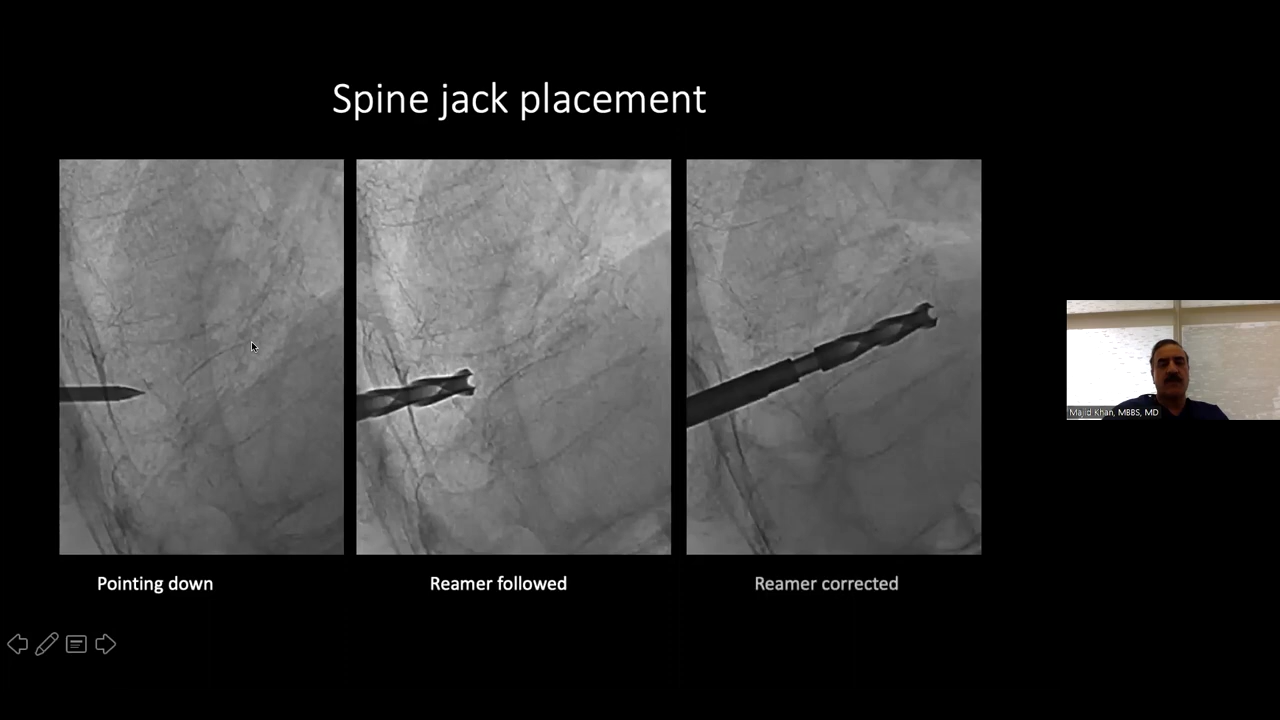 Spine jack placement
Majid Khan, MBBS, MD
Pointing down
Reamer followed
Reamer corrected